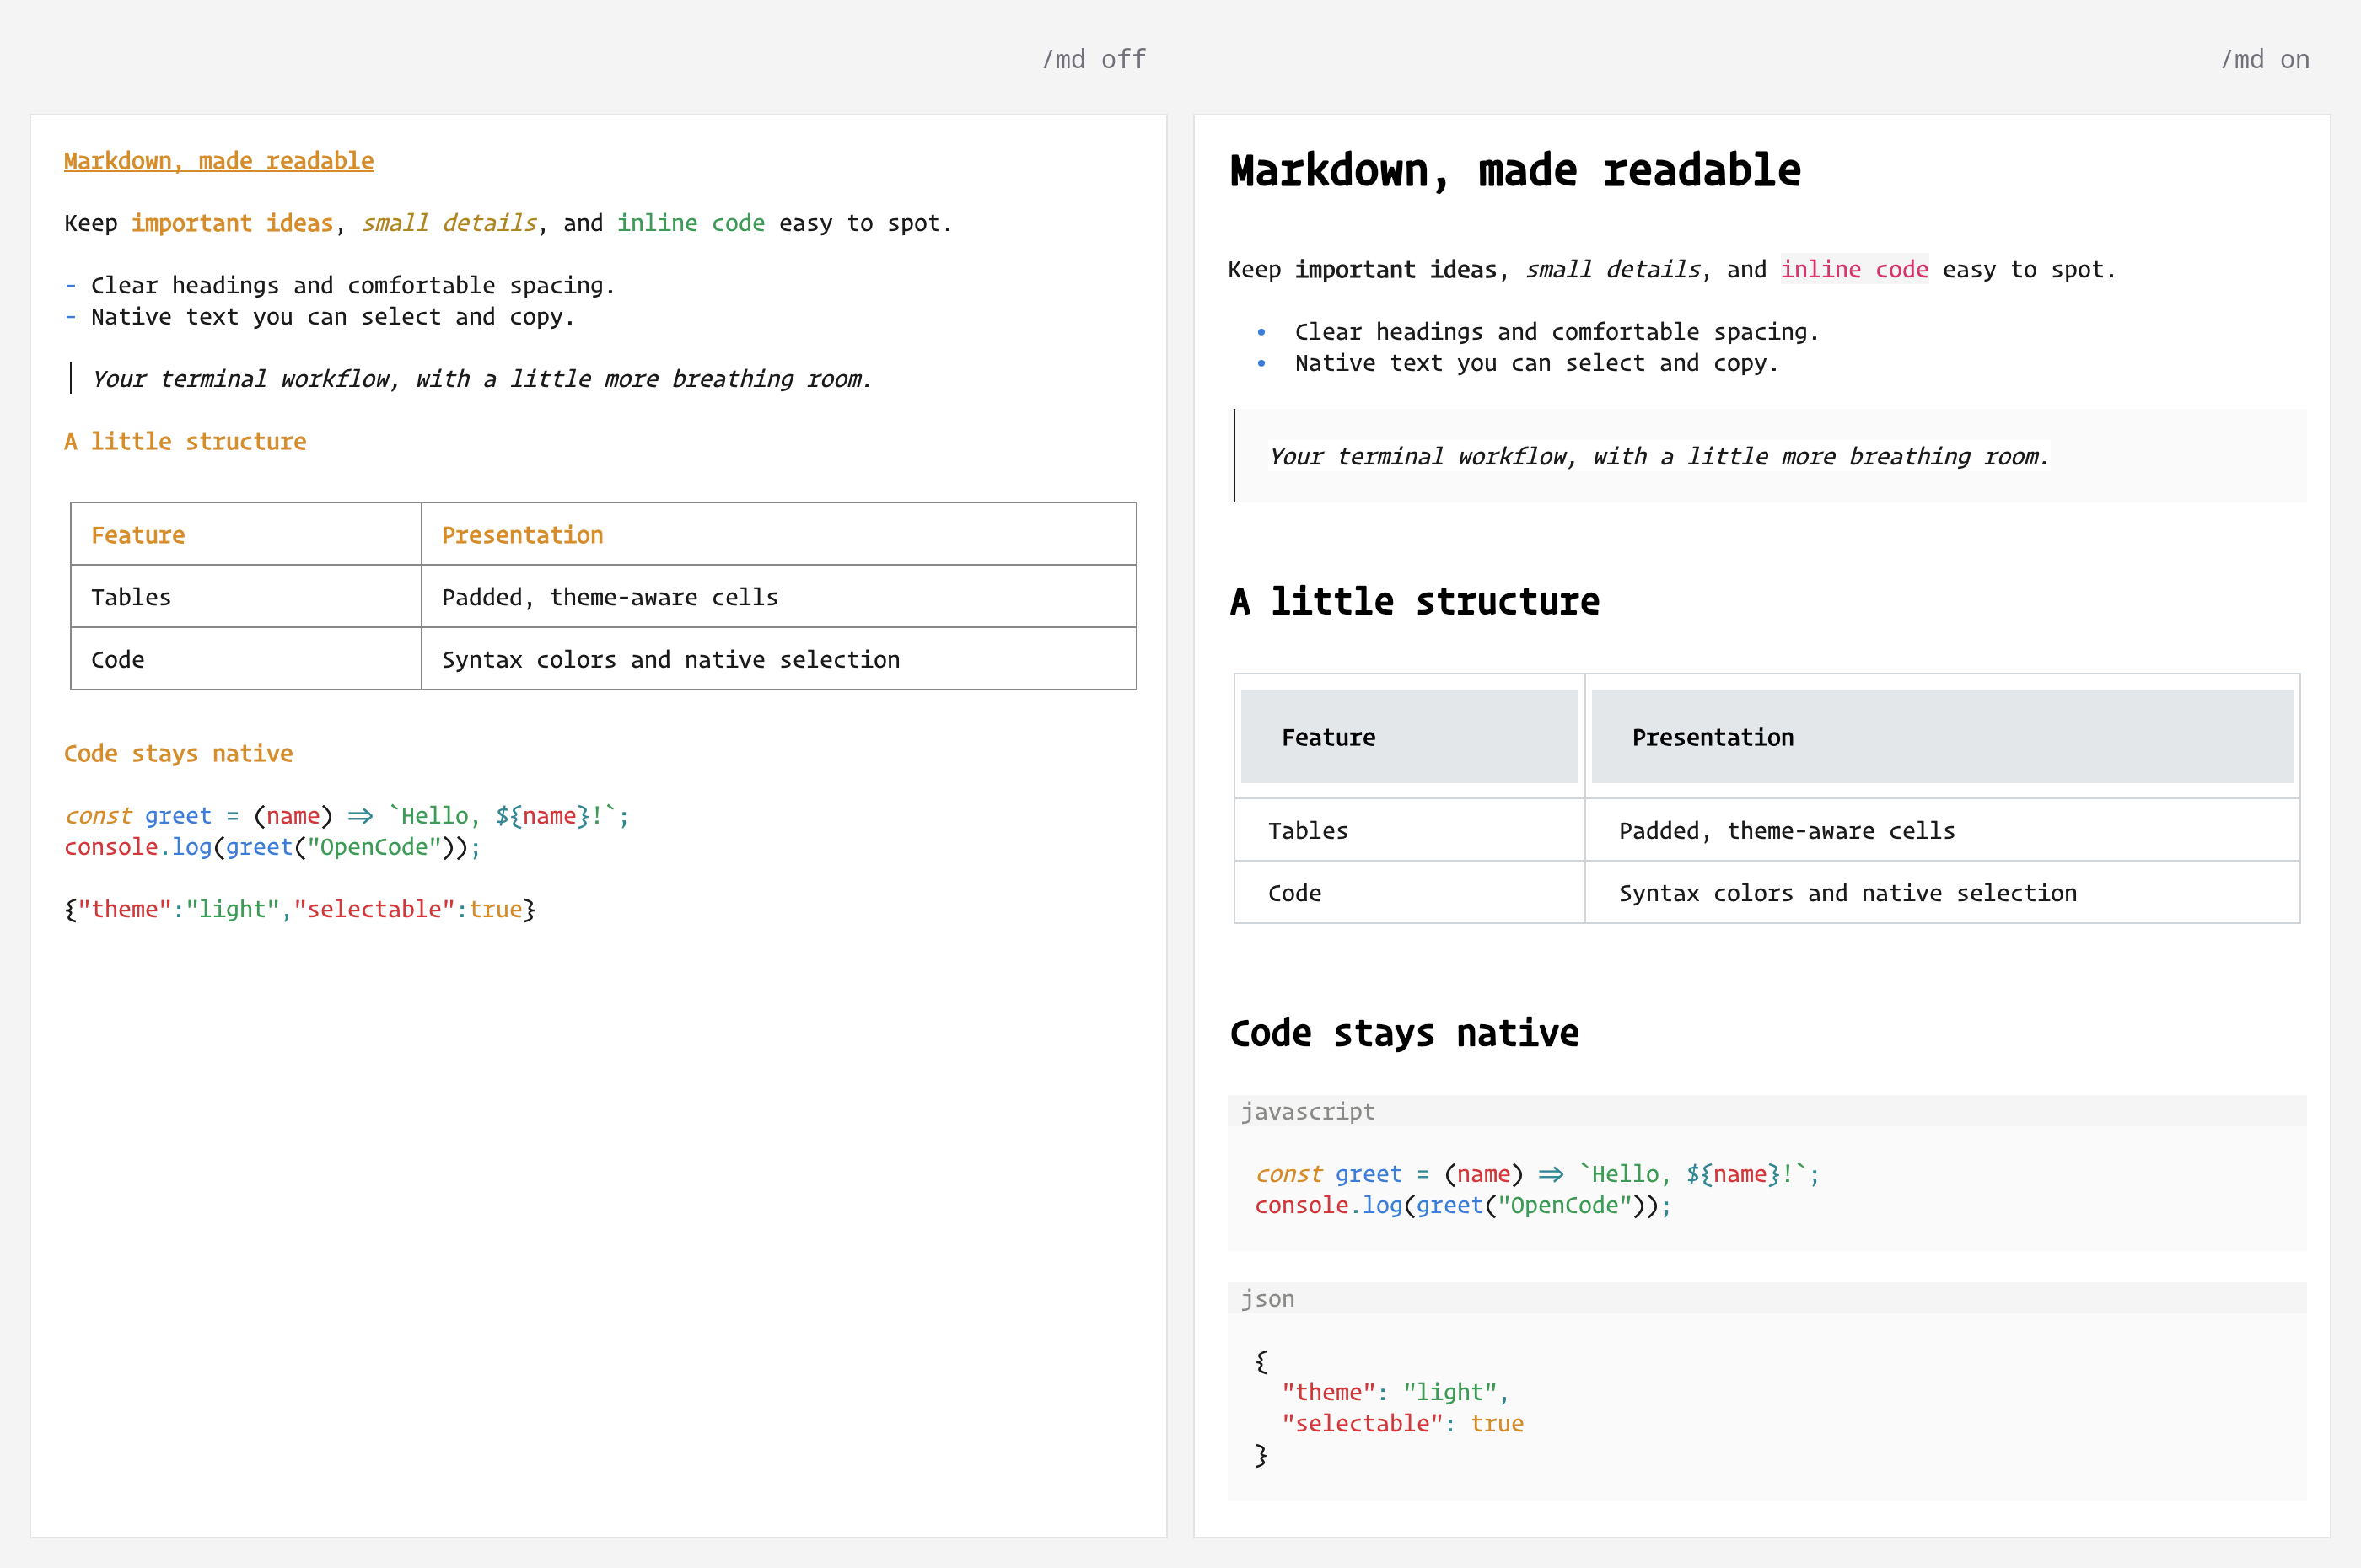 /md off
Markdown, made readable
Keep important ideas, small details, and inline code easy to spot.
- Clear headings and comfortable spacing.
- Native text you can select and copy.
Your terminal workflow, with a little more breathing room.
A little structure
Feature Presentation
Tables Padded, theme-aware cells
Code Syntax colors and native selection
Code stays native
const greet = (name) => `Hello, ${name}!`;
console.log(greet("OpenCode"));
{"theme":"light","selectable":true}
/md on
Markdown, made readable
Keep important ideas, small details, and inline code easy to spot.
• Clear headings and comfortable spacing.
• Native text you can select and copy.
Your terminal workflow, with a little more breathing room.
A little structure
Feature Presentation
Tables Padded, theme-aware cells
Code Syntax colors and native selection
Code stays native
javascript
const greet = (name) => `Hello, ${name}!`;
console.log(greet("OpenCode"));
json
{
  "theme": "light",
  "selectable": true
}